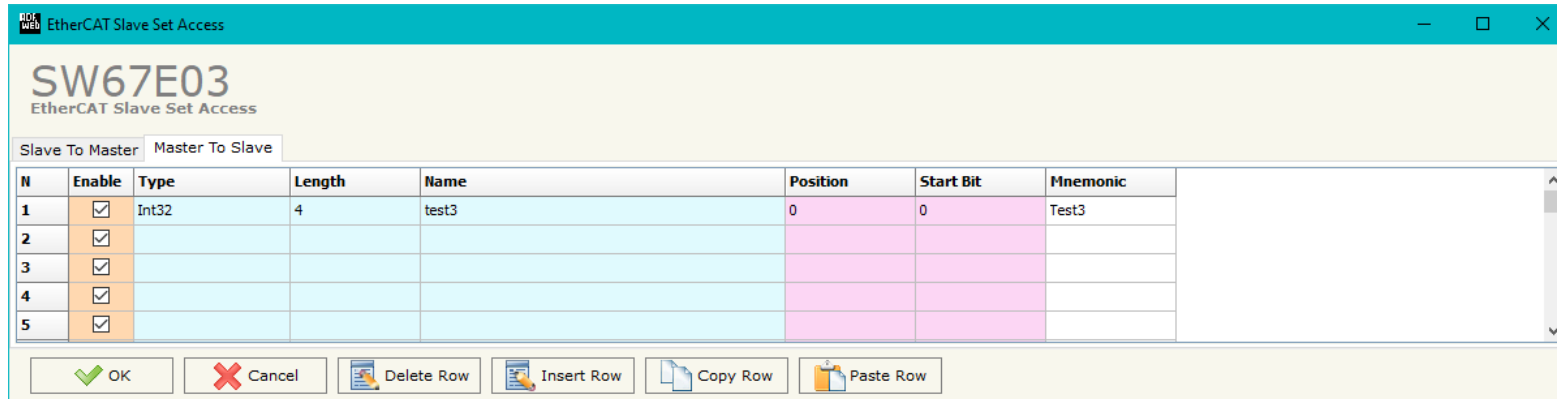 ADF WEB EtherCAT Slave Set Access
SW67E03
EtherCAT Slave Set Access
Slave To Master Master To Slave
N Enable Type Length Name Position Start Bit Mnemonic
1 Int32 4 test3 0 0 Test3
2
3
4
5
OK Cancel Delete Row Insert Row Copy Row Paste Row